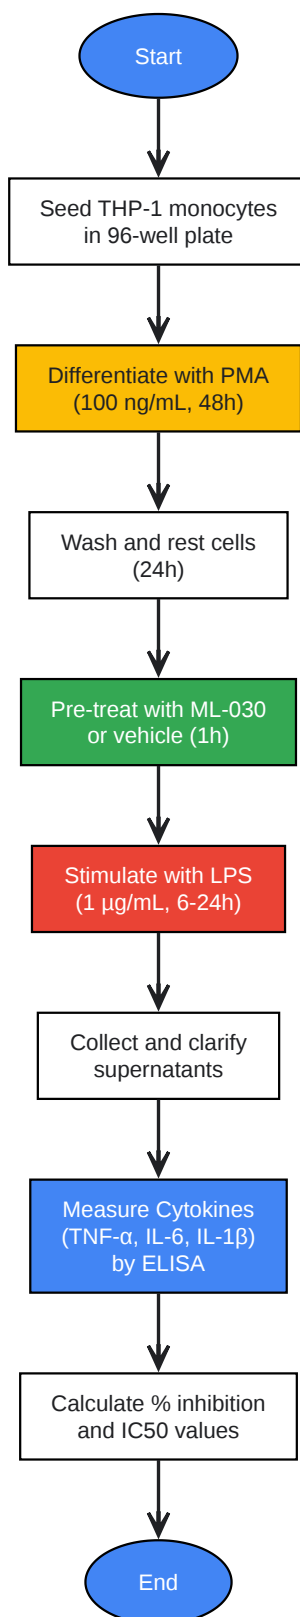 Start
Seed THP-1 monocytes
in 96-well plate
Differentiate with PMA
(100 ng/mL, 48h)
Wash and rest cells
(24h)
Pre-treat with ML-030
or vehicle (1h)
Stimulate with LPS
(1 µg/mL, 6-24h)
Collect and clarify
supernatants
Measure Cytokines
(TNF-α, IL-6, IL-1β)
by ELISA
Calculate % inhibition
and IC50 values
End